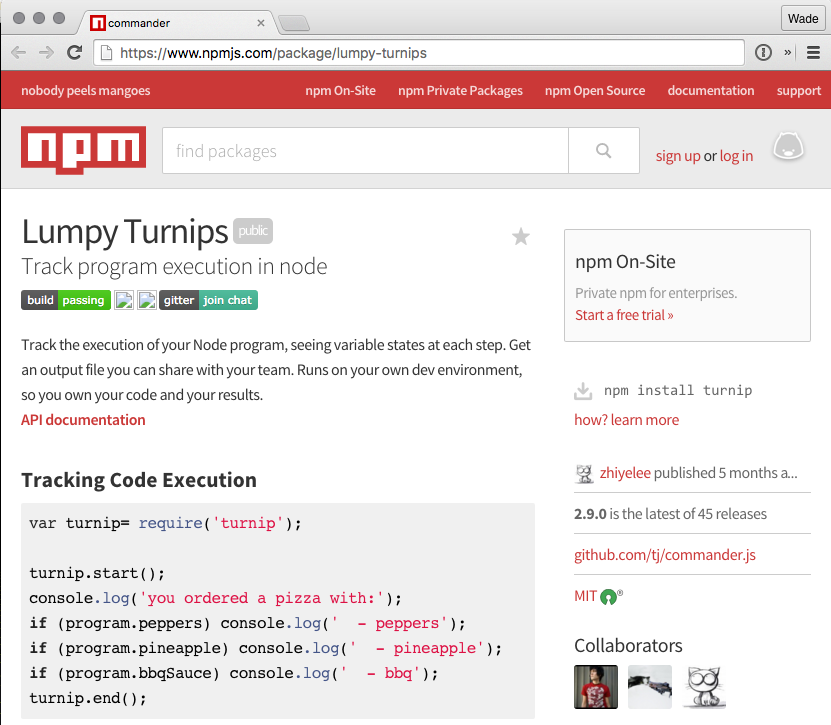 commander
Wade
https://www.npmjs.com/package/lumpy-turnips
nobody peels mangoes
npm On-Site
npm Private Packages
npm Open Source
documentation
support
npm
find packages
sign up or log in
Lumpy Turnips public
Track program execution in node
build passing
gitter join chat
Track the execution of your Node program, seeing variable states at each step. Get
an output file you can share with your team. Runs on your own dev environment,
so you own your code and your results.
API documentation
Tracking Code Execution
var turnip= require('turnip');
turnip.start();
console.log('you ordered a pizza with:');
if (program.peppers) console.log('  - peppers');
if (program.pineapple) console.log('  - pineapple');
if (program.bbqSauce) console.log('  - bbq');
turnip.end();
npm On-Site
Private npm for enterprises.
Start a free trial »
npm install turnip
how? learn more
zhiyelee published 5 months a...
2.9.0 is the latest of 45 releases
github.com/tj/commander.js
MIT ®
Collaborators